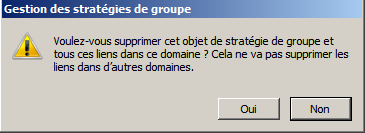 Gestion des stratégies de groupe
Voulez-vous supprimer cet objet de stratégie de groupe et
tous ces liens dans ce domaine ? Cela ne va pas supprimer les
liens dans d'autres domaines.
Oui
Non